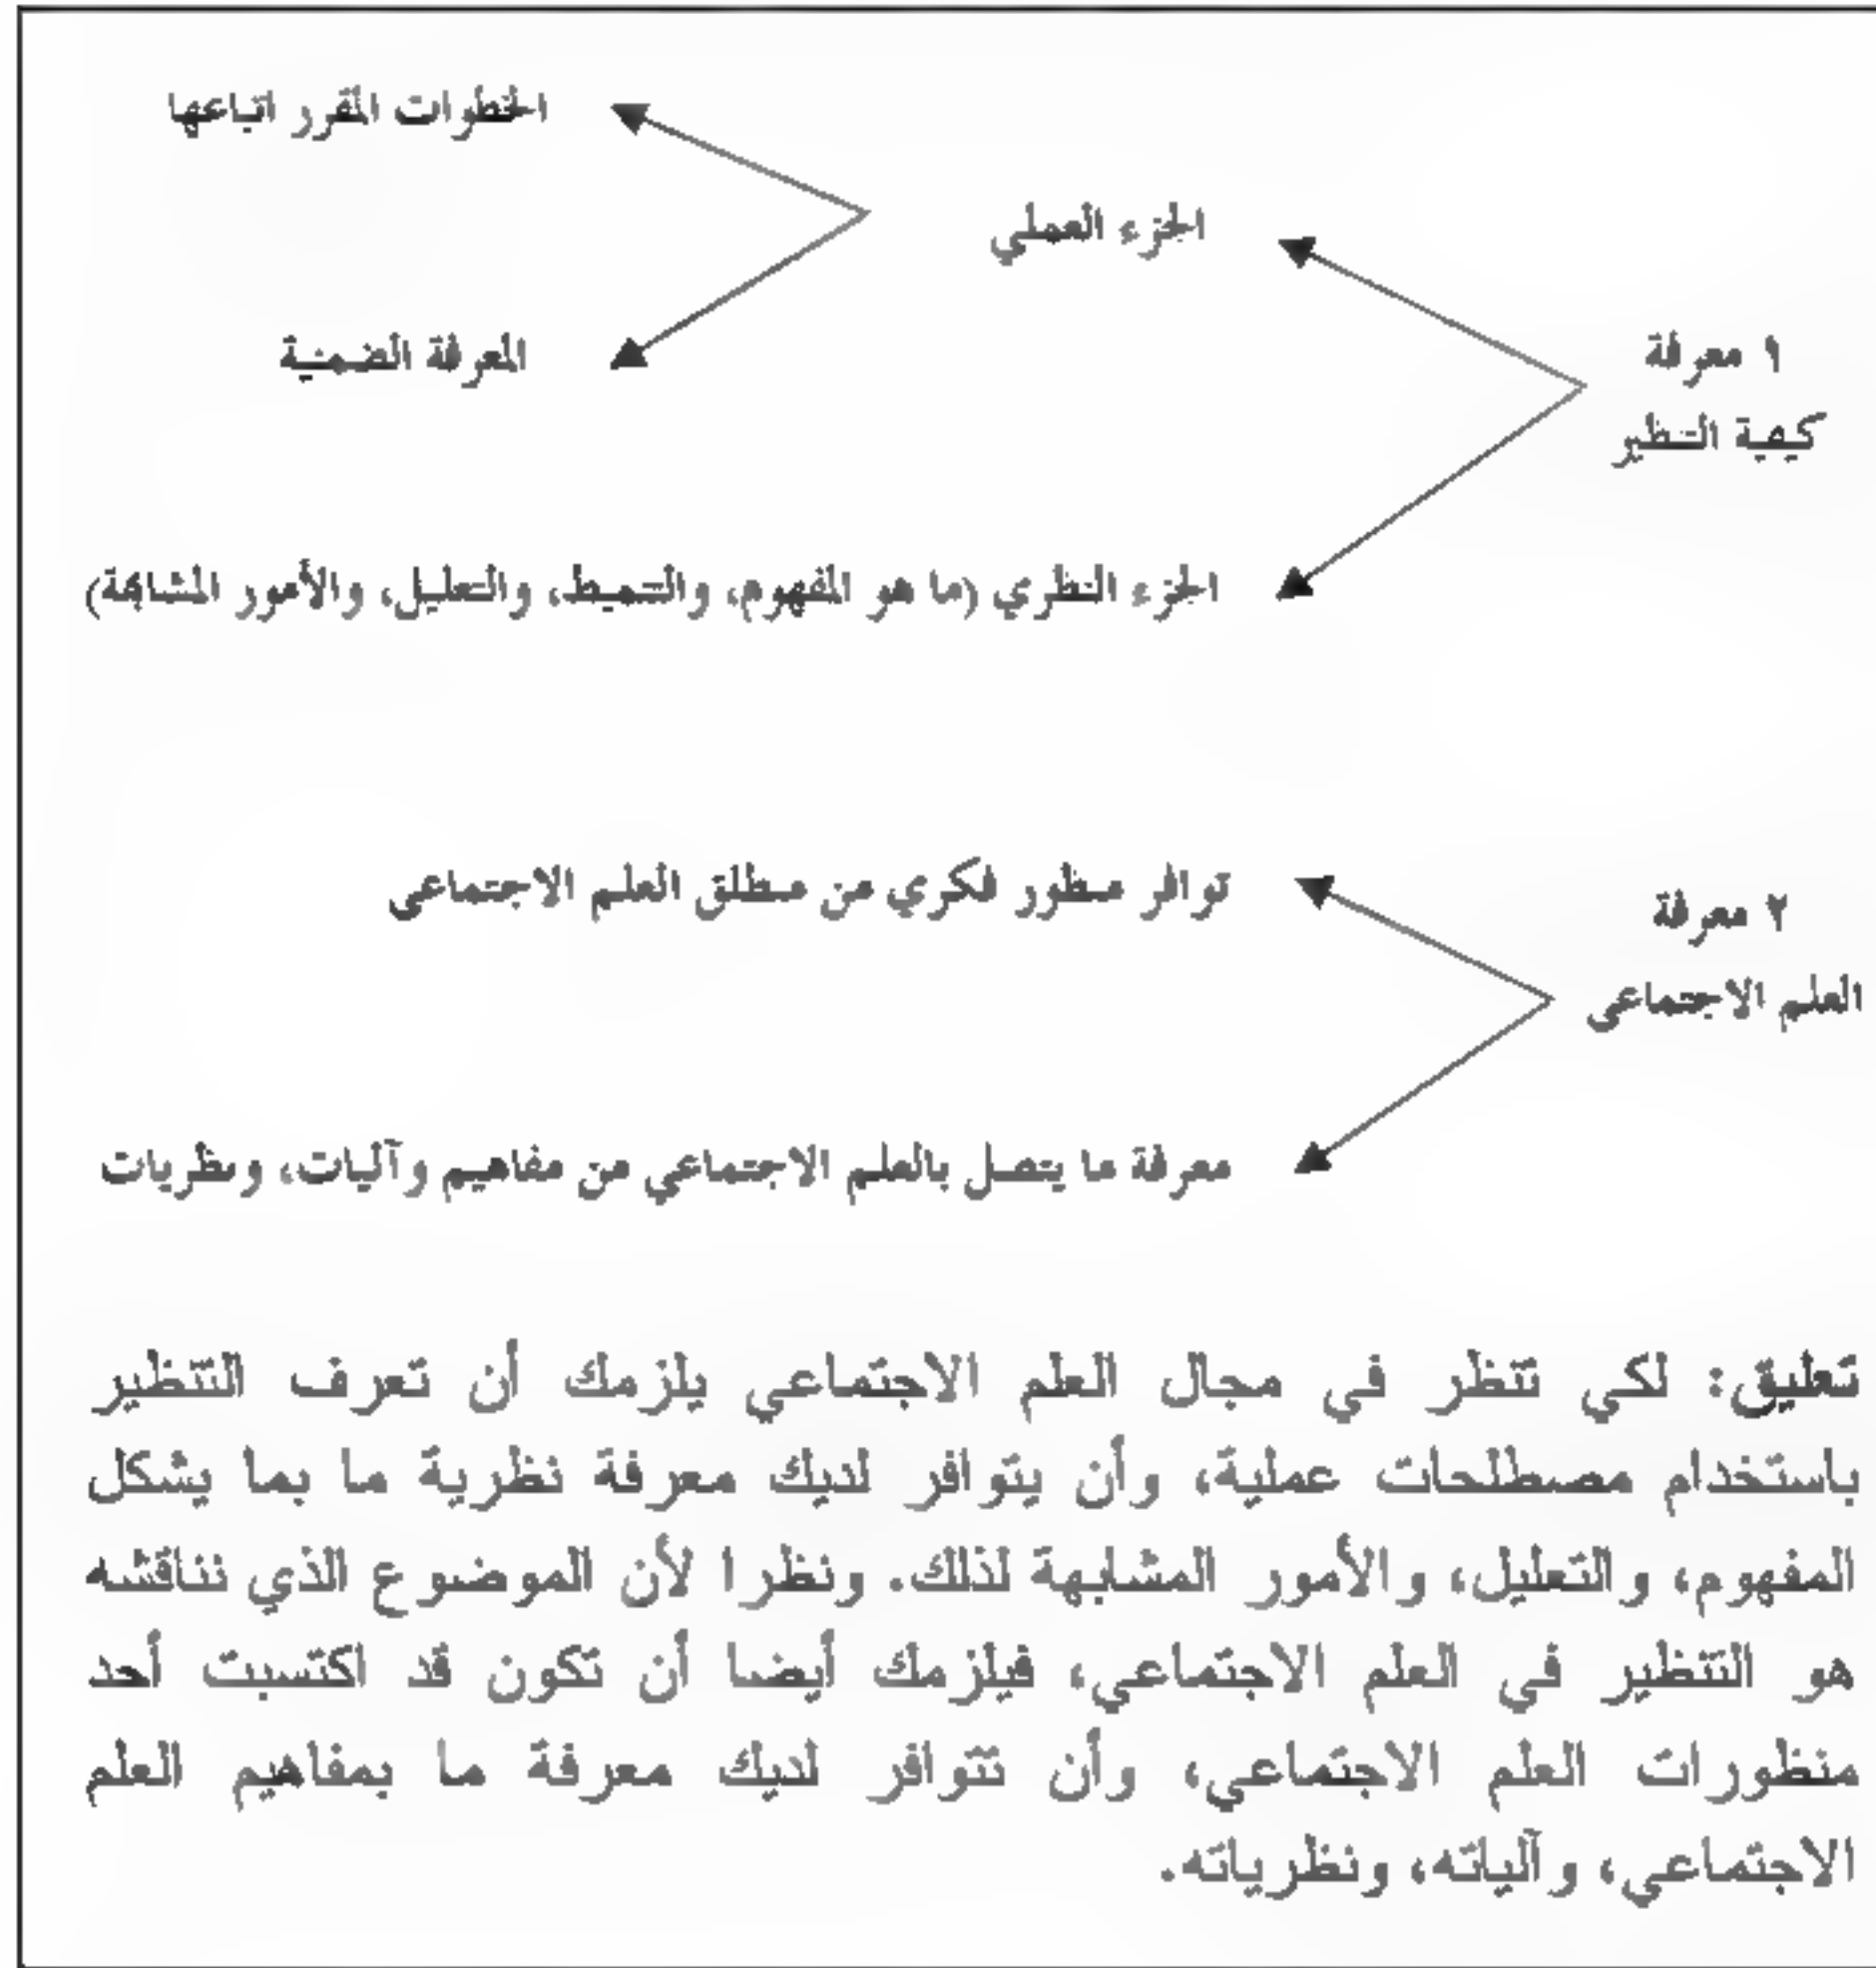 الخطوات المقرر اتباعها
الجزء العملي
١ معرفة
المعرفة الضمنية
كيفية التنظير
الجزء النظري (ما هو المفهوم، والتنميط، والتعليل، والأمور المشابهة)
توافر منظور فكري من منطلق العلم الاجتماعي
٢ معرفة
العلم الاجتماعي
معرفة ما يتصل بالعلم الاجتماعي من مفاهيم وآليات، ونظريات
تعليق: لكي تنظر في مجال العلم الاجتماعي يلزمك أن تعرف التنظير
باستخدام مصطلحات عملية، وأن يتوافر لديك معرفة نظرية ما بما يشكل
المفهوم، والتعليل، والأمور المشابهة لذلك. ونظرا لأن الموضوع الذي نناقشه
هو التنظير في العلم الاجتماعي، فيلزمك أيضا أن تكون قد اكتسبت أحد
منظورات العلم الاجتماعي، وأن تتوافر لديك معرفة ما بمفاهيم العلم
الاجتماعي، وآلياته، ونظرياته.